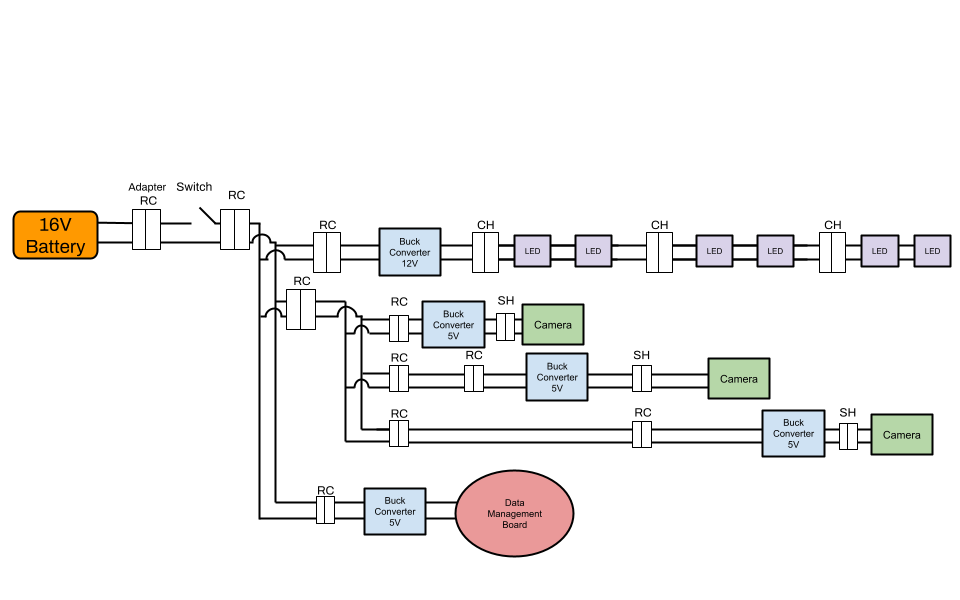 Adapter
RC
Switch
RC
16V
Battery
RC
Buck
Converter
12V
CH
LED
LED
CH
LED
LED
CH
LED
LED
RC
RC
Buck
Converter
5V
SH
Camera
RC
RC
Buck
Converter
5V
SH
Camera
RC
RC
Buck
Converter
5V
SH
Camera
RC
Buck
Converter
5V
Data
Management
Board